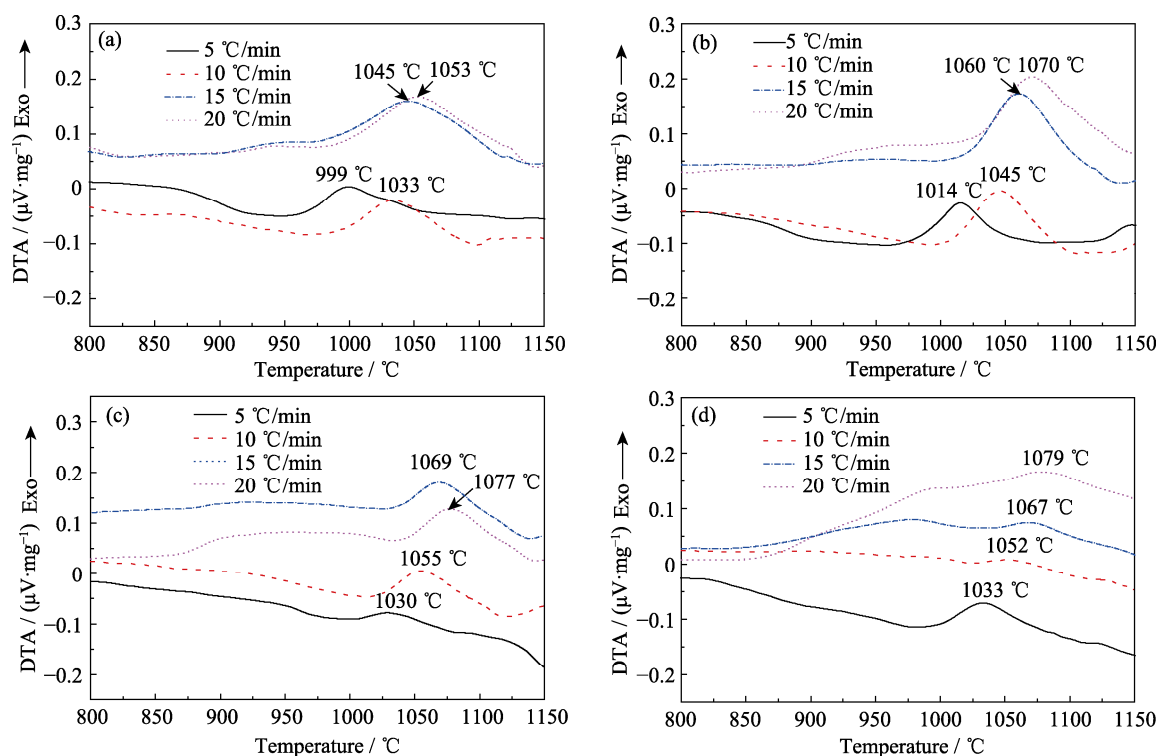 (a)
5 ℃/min
10 ℃/min
15 ℃/min
20 ℃/min
1045 ℃ 1053 ℃
999 ℃
1033 ℃
0.3
0.2
0.1
0
−0.1
−0.2
DTA / (μV·mg⁻¹) Exo
800 850 900 950 1000 1050 1100 1150
Temperature / ℃
(b)
5 ℃/min
10 ℃/min
15 ℃/min
20 ℃/min
1060 ℃ 1070 ℃
1014 ℃ 1045 ℃
0.3
0.2
0.1
0
−0.1
−0.2
DTA / (μV·mg⁻¹) Exo
800 850 900 950 1000 1050 1100 1150
Temperature / ℃
(c)
5 ℃/min
10 ℃/min
15 ℃/min
20 ℃/min
1069 ℃
1077 ℃
1055 ℃
1030 ℃
0.3
0.2
0.1
0
−0.1
−0.2
DTA / (μV·mg⁻¹) Exo
800 850 900 950 1000 1050 1100 1150
Temperature / ℃
(d)
5 ℃/min
10 ℃/min
15 ℃/min
20 ℃/min
1079 ℃
1067 ℃
1052 ℃
1033 ℃
0.3
0.2
0.1
0
−0.1
−0.2
DTA / (μV·mg⁻¹) Exo
800 850 900 950 1000 1050 1100 1150
Temperature / ℃